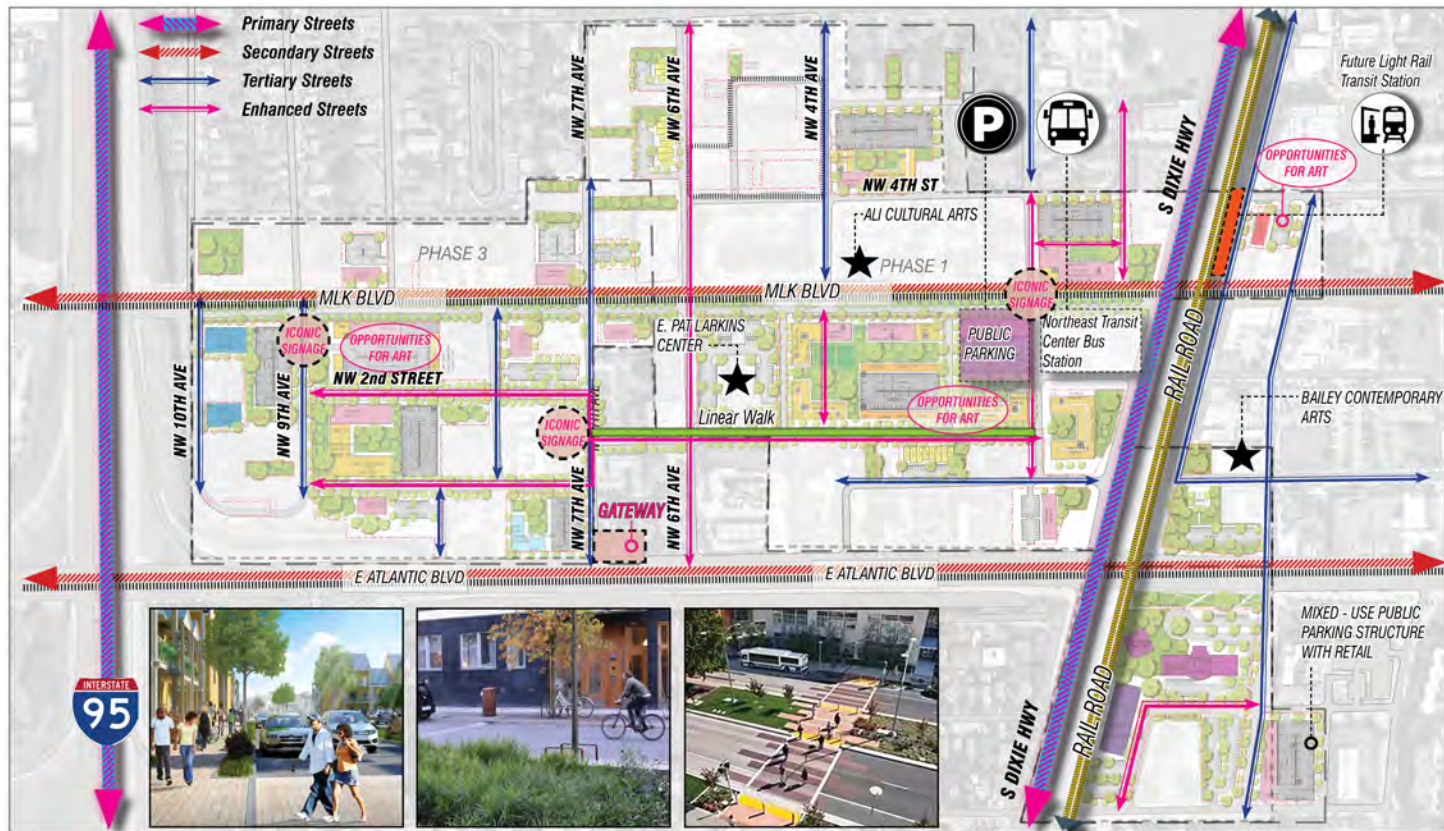 Primary Streets
Secondary Streets
Tertiary Streets
Enhanced Streets
NW 7TH AVE
NW 6TH AVE
NW 4TH AVE
P
Future Light Rail
Transit Station
OPPORTUNITIES
FOR ART
S DIXIE HWY
NW 4TH ST
ALI CULTURAL ARTS
PHASE 3
PHASE 1
MLK BLVD
MLK BLVD
ICONIC
SIGNAGE
RAIL ROAD
ICONIC
SIGNAGE
OPPORTUNITIES
FOR ART
NW 2nd STREET
E. PAT LARKINS
CENTER
PUBLIC
PARKING
Northeast Transit
Center Bus
Station
NW 10TH AVE
NW 9TH AVE
AVE
Linear Walk
OPPORTUNITIES
FOR ART
BAILEY CONTEMPORARY
ARTS
ICONIC
SIGNAGE
NW 7TH AVE
GATEWAY
NW 6TH AVE
E ATLANTIC BLVD
E ATLANTIC BLVD
MIXED - USE PUBLIC
PARKING STRUCTURE
WITH RETAIL
INTERSTATE
95
S DIXIE HWY
RAIL ROAD